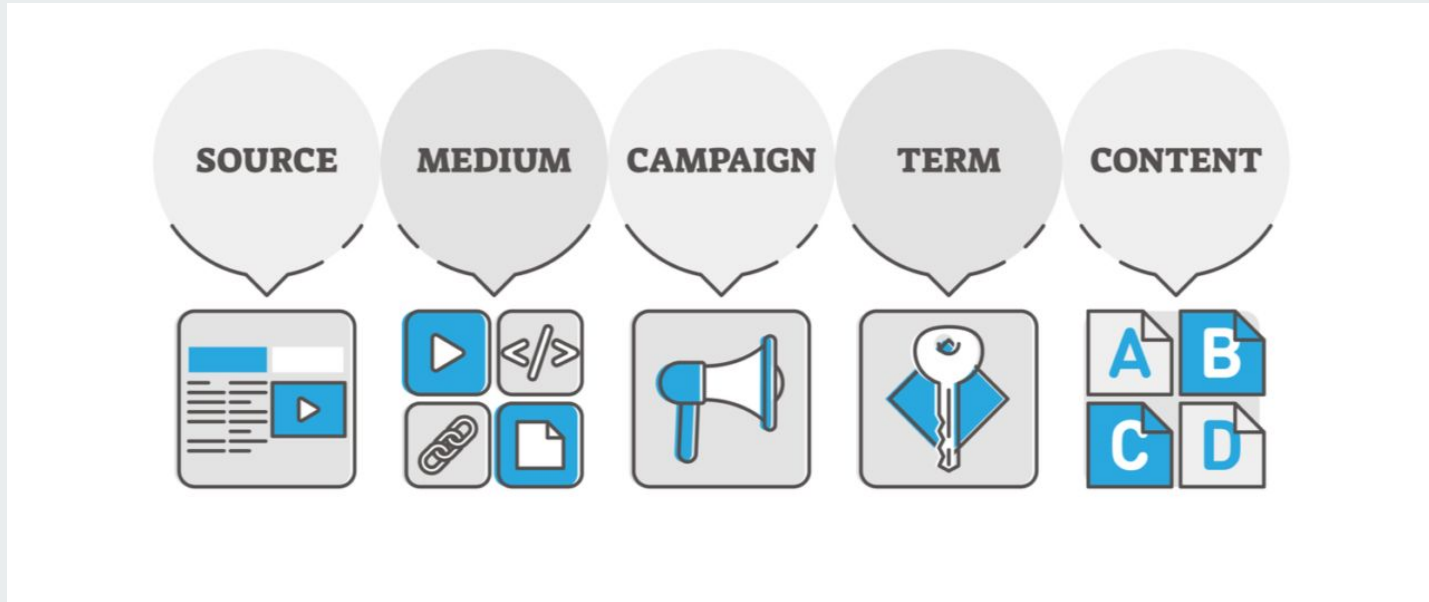 SOURCE
MEDIUM
CAMPAIGN
TERM
CONTENT
</>
A
B
C
D